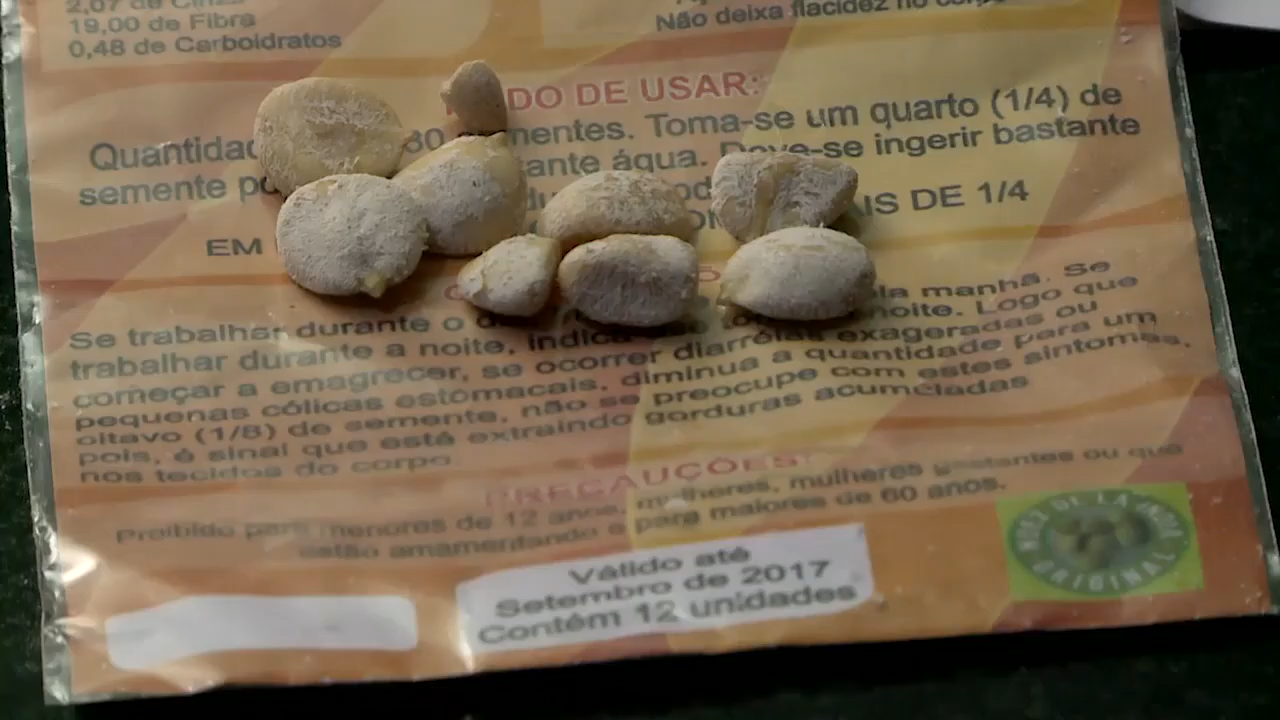 2,07 de Cinza
19,00 de Fibra
0,48 de Carboidratos
Não deixa flacidez no
DO DE USAR:
Quantidad 30 mentes. Toma-se um quarto (1/4) de
semente po tante água. Deve-se ingerir bastante
EM IS DE 1/4
Se trabalhar durante o la manhã. Se
trabalhar durante a noite, indica noite. Logo que
começar a emagrecer, se ocorrer diarréias exageradas ou
pequenas cólicas estomacais, diminua a quantidade para um
oitavo (1/8) de semente, não se preocupe com estes sintomas,
pois, é sinal que está extraindo gorduras acumuladas
nos tecidos do corpo.
PRECAUÇÕES:
Proibido para menores de 12 anos, mulheres, mulheres gestantes ou que
estão amamentando e para maiores de 60 anos.
NUEZ DE LA INDIA
ORIGINAL
Válido até
Setembro de 2017
Contém 12 unidades